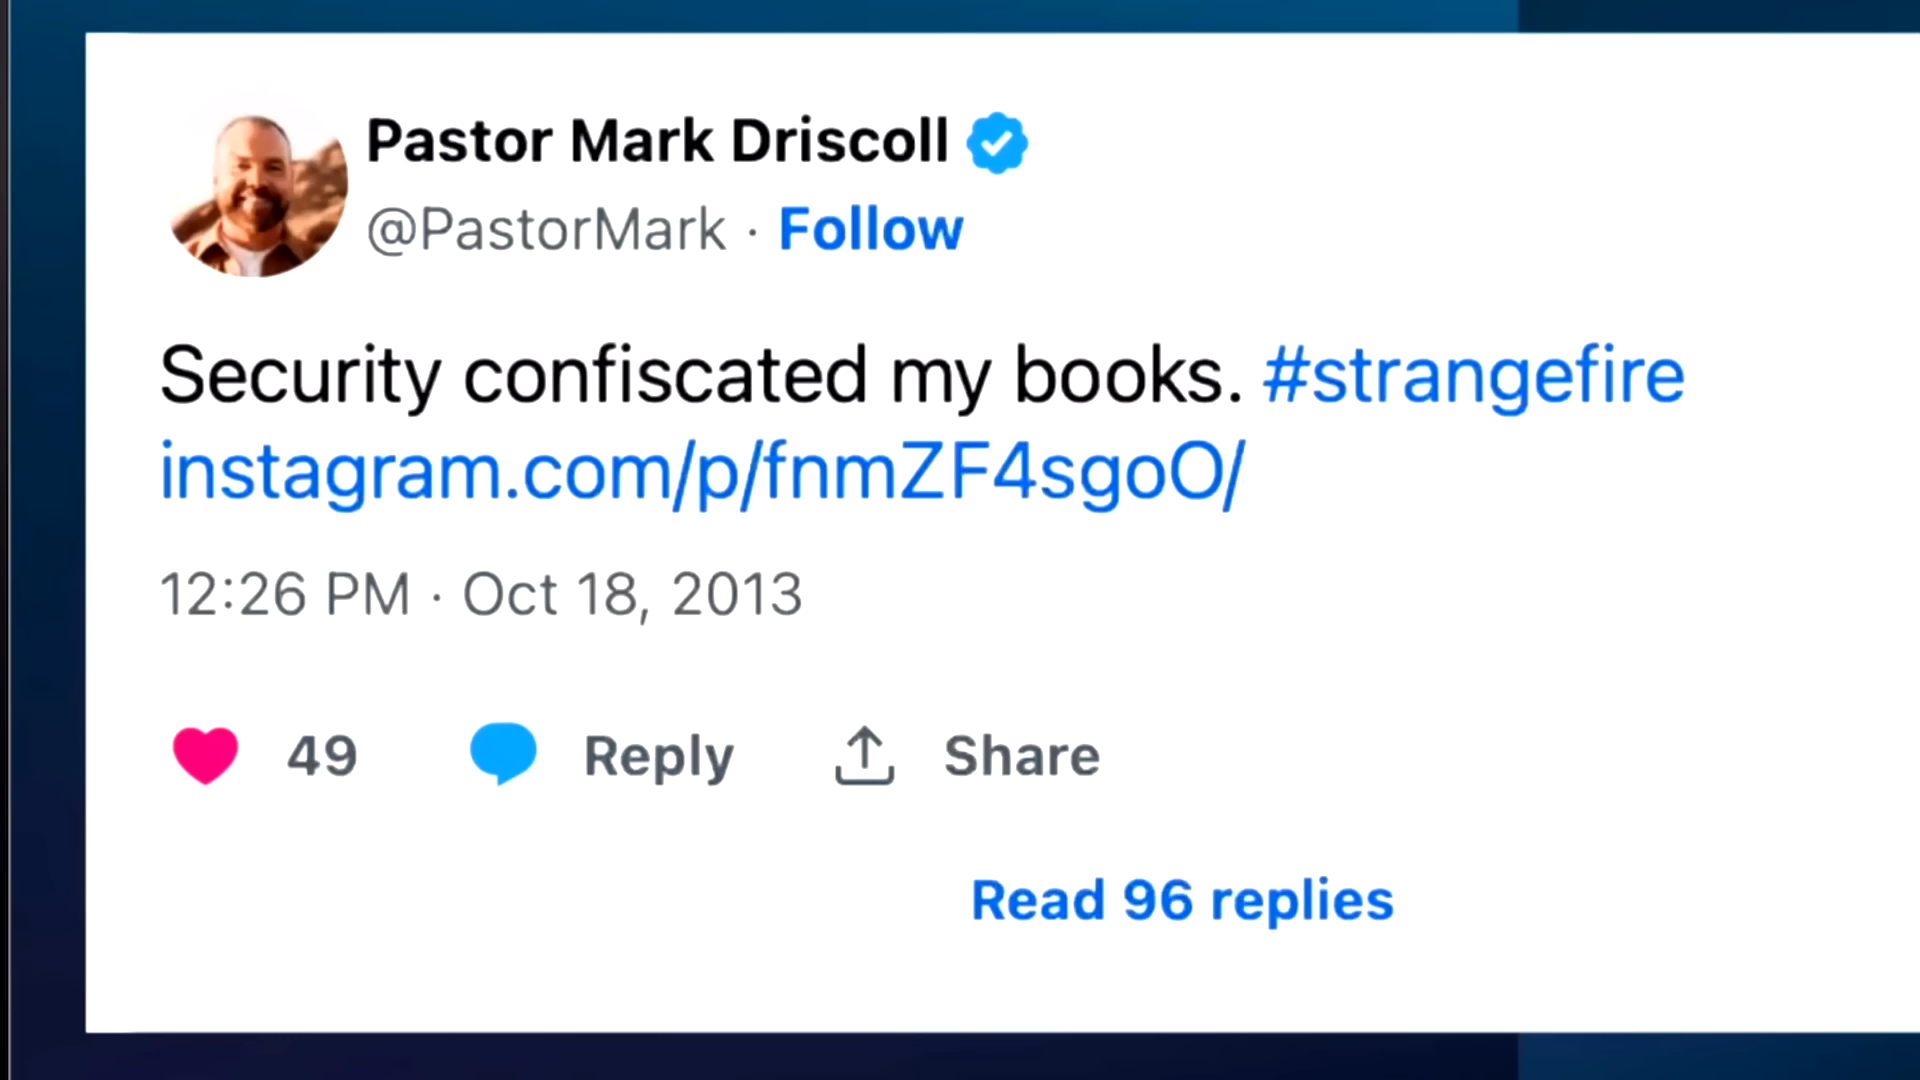 Pastor Mark Driscoll
@PastorMark · Follow
Security confiscated my books. #strangefire
instagram.com/p/fnmZF4sgoO/
12:26 PM · Oct 18, 2013
49 Reply Share
Read 96 replies